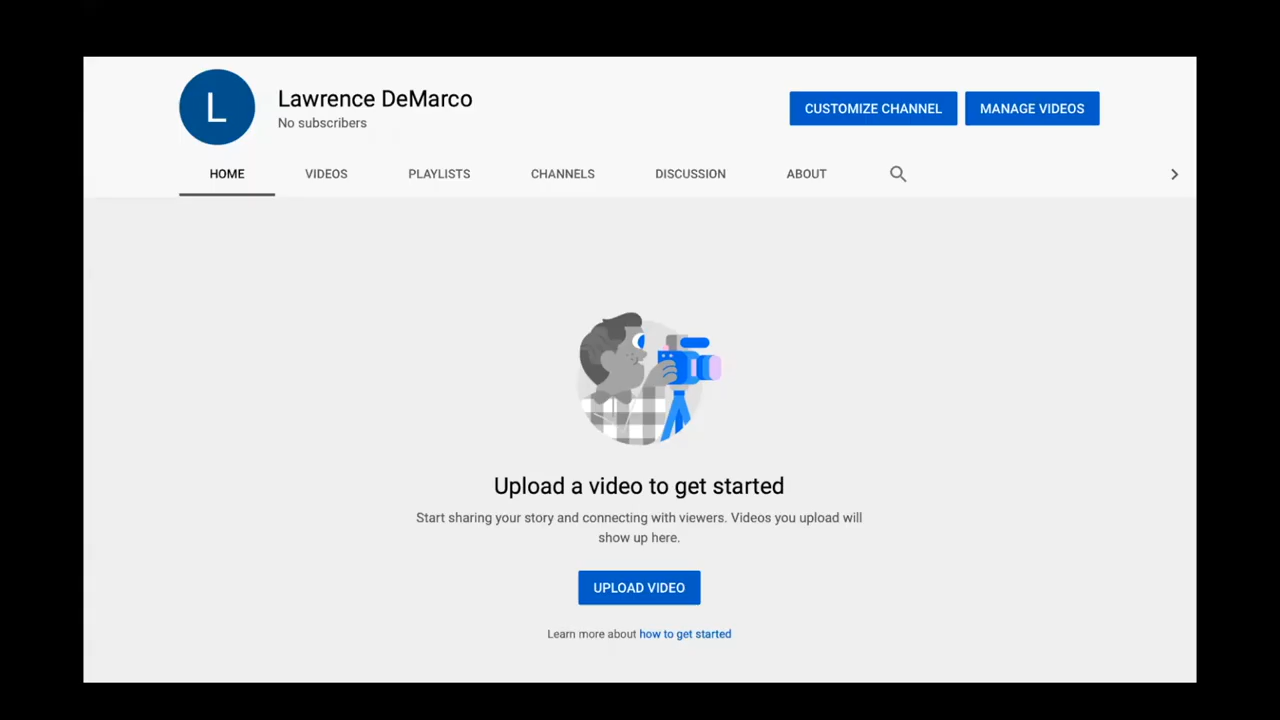 L
Lawrence DeMarco
No subscribers
CUSTOMIZE CHANNEL
MANAGE VIDEOS
HOME
VIDEOS
PLAYLISTS
CHANNELS
DISCUSSION
ABOUT
Upload a video to get started
Start sharing your story and connecting with viewers. Videos you upload will
show up here.
UPLOAD VIDEO
Learn more about how to get started